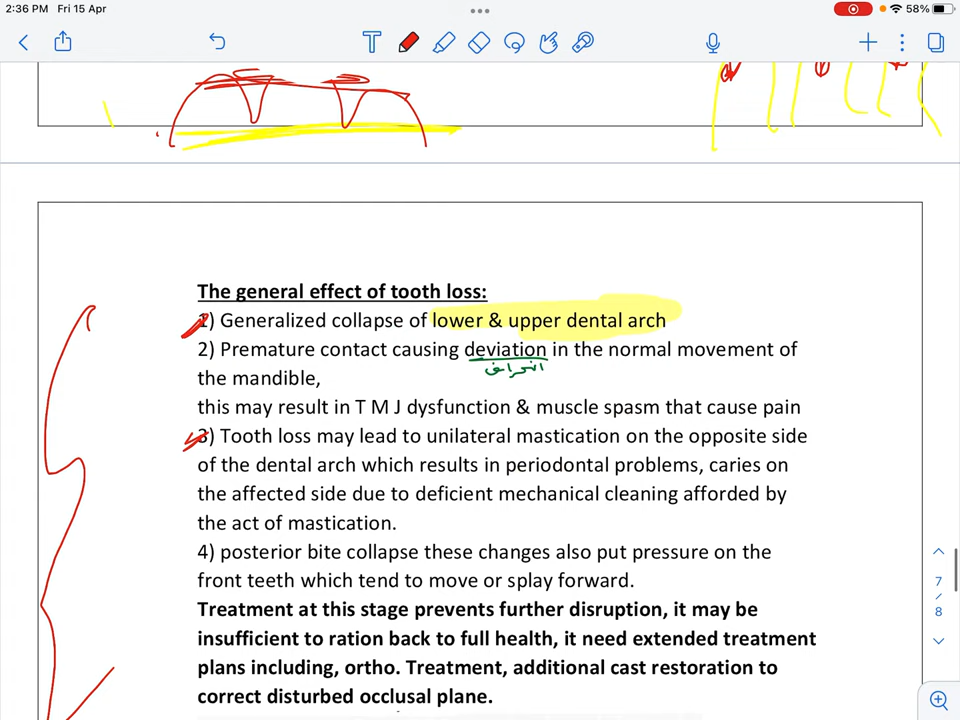 2:36 PM Fri 15 Apr
58%
The general effect of tooth loss:
1) Generalized collapse of lower & upper dental arch
2) Premature contact causing deviation in the normal movement of
انحراف
the mandible,
this may result in T M J dysfunction & muscle spasm that cause pain
3) Tooth loss may lead to unilateral mastication on the opposite side
of the dental arch which results in periodontal problems, caries on
the affected side due to deficient mechanical cleaning afforded by
the act of mastication.
4) posterior bite collapse these changes also put pressure on the
front teeth which tend to move or splay forward.
Treatment at this stage prevents further disruption, it may be
insufficient to ration back to full health, it need extended treatment
plans including, ortho. Treatment, additional cast restoration to
correct disturbed occlusal plane.
7
/
8